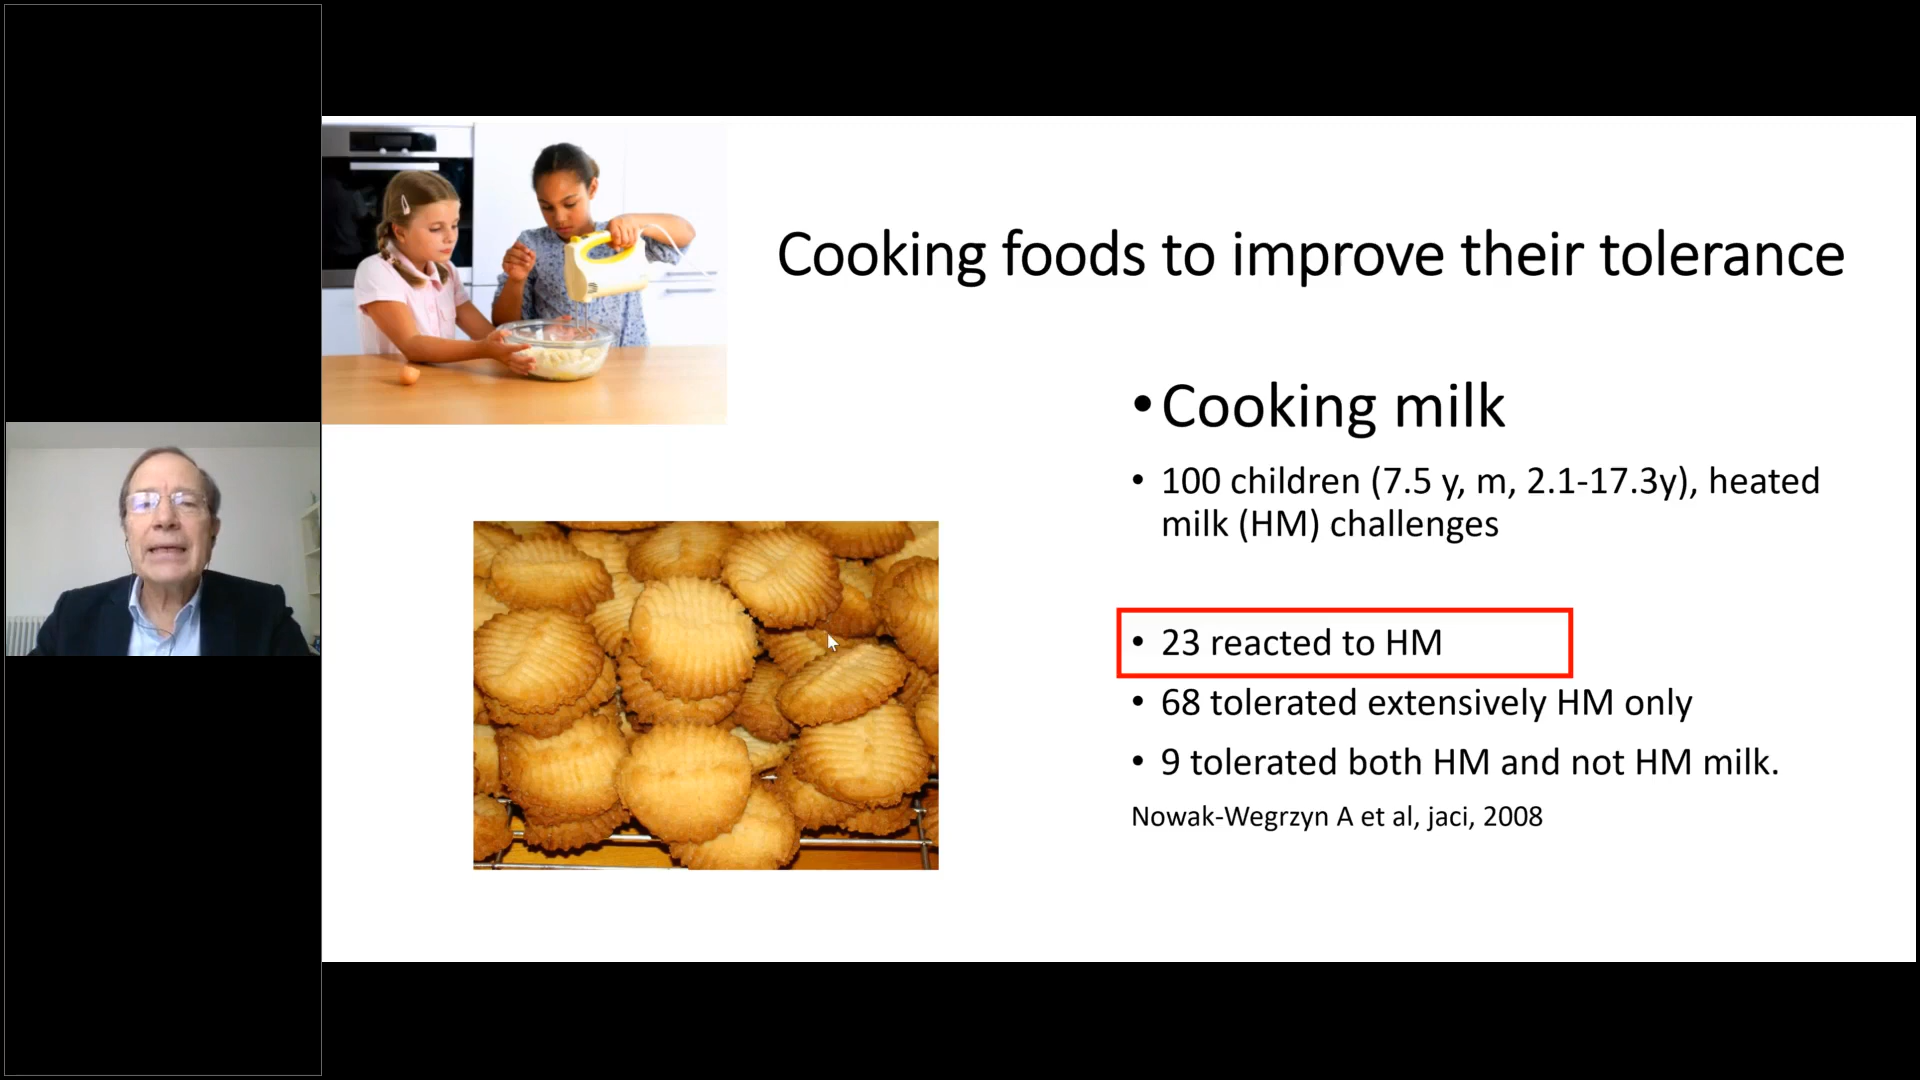 Cooking foods to improve their tolerance
•Cooking milk
• 100 children (7.5 y, m, 2.1-17.3y), heated
milk (HM) challenges
• 23 reacted to HM
• 68 tolerated extensively HM only
• 9 tolerated both HM and not HM milk.
Nowak-Wegrzyn A et al, jaci, 2008